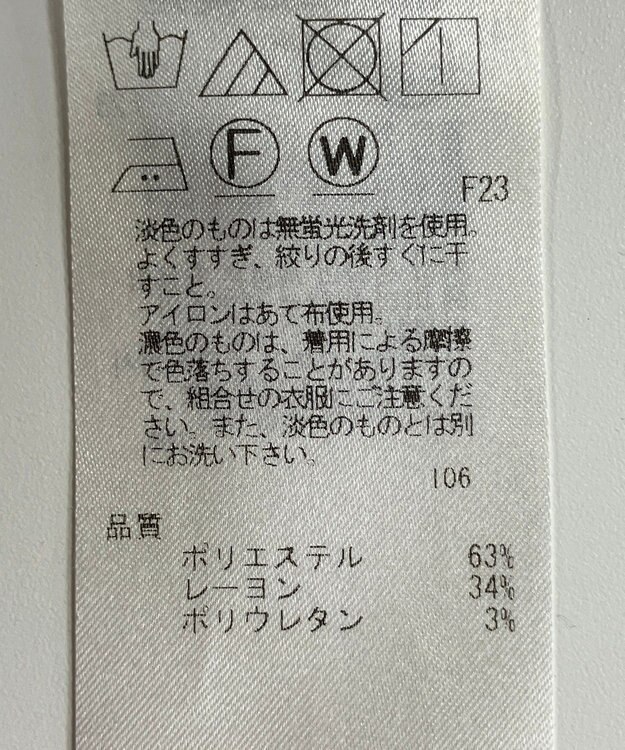 F W
F23
淡色のものは無蛍光洗剤を使用。
よくすすぎ、絞りの後すぐに干
すこと。
アイロンはあて布使用。
濃色のものは、着用による摩擦
で色落ちすることがありますの
で、組合せの衣服にご注意くだ
さい。また、淡色のものとは別
にお洗い下さい。
106
品質
ポリエステル 63%
レーヨン 34%
ポリウレタン 3%